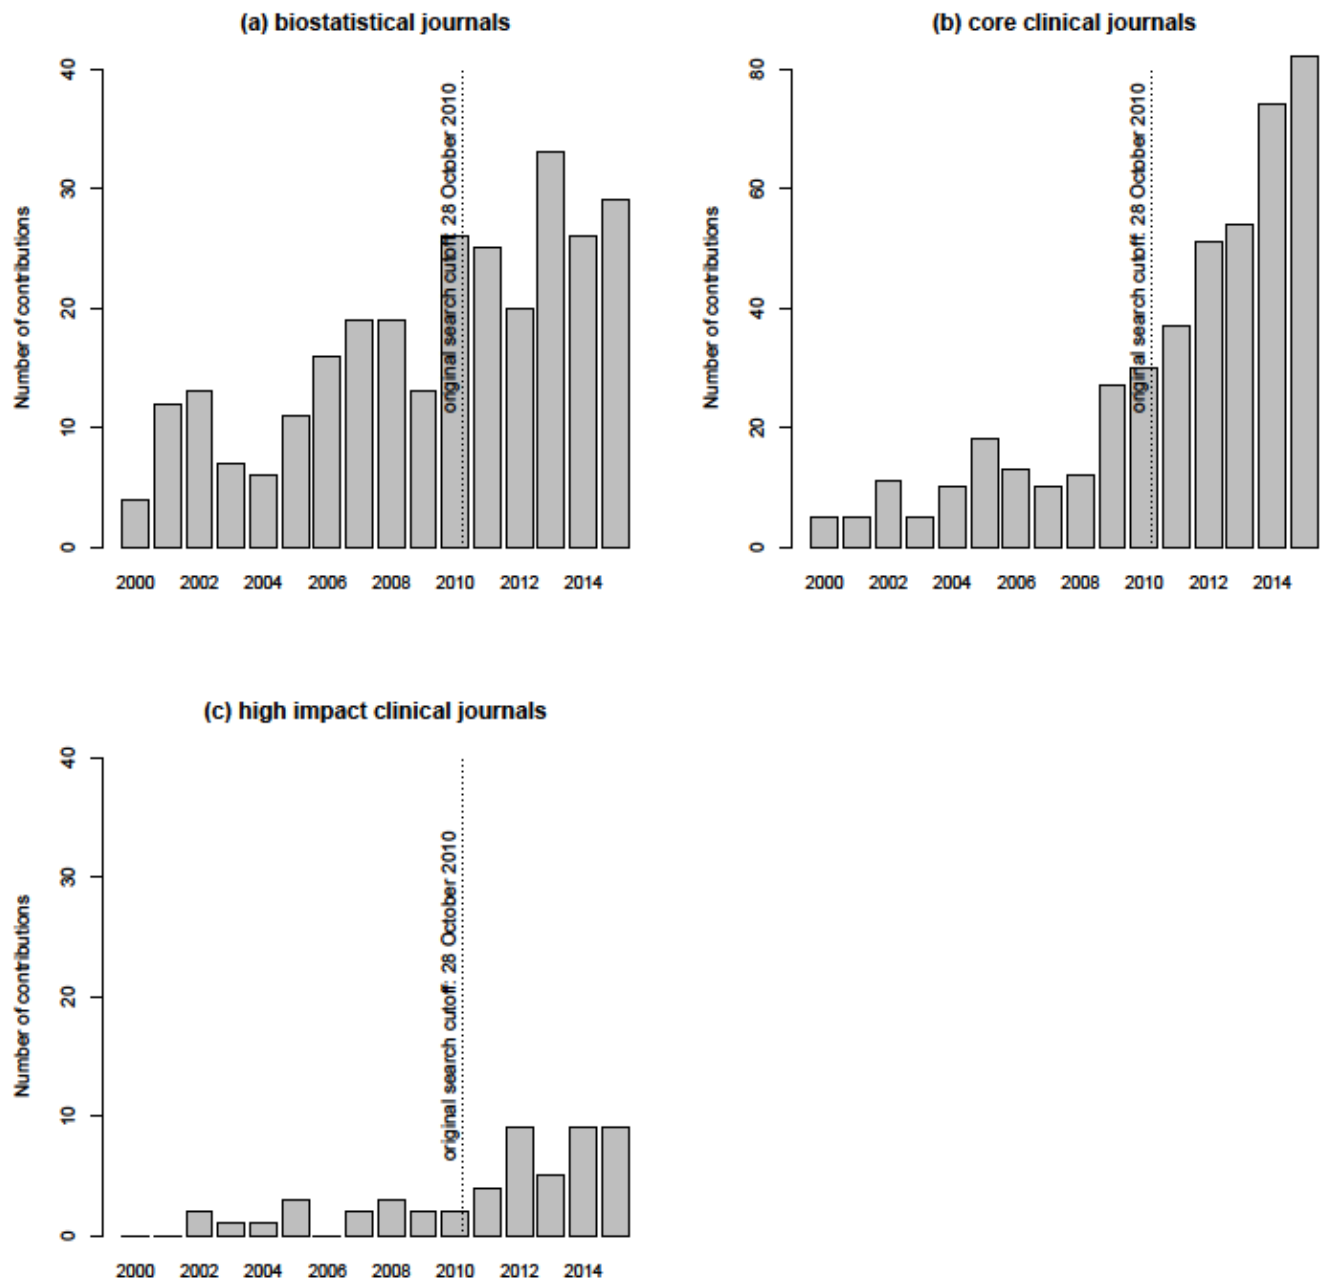 (a) biostatistical journals
Number of contributions
40
30
20
10
0
original search cutoff: 28 October 2010
2000 2002 2004 2006 2008 2010 2012 2014
(b) core clinical journals
Number of contributions
80
60
40
20
0
original search cutoff: 28 October 2010
2000 2002 2004 2006 2008 2010 2012 2014
(c) high impact clinical journals
Number of contributions
40
30
20
10
0
original search cutoff: 28 October 2010
2000 2002 2004 2006 2008 2010 2012 2014